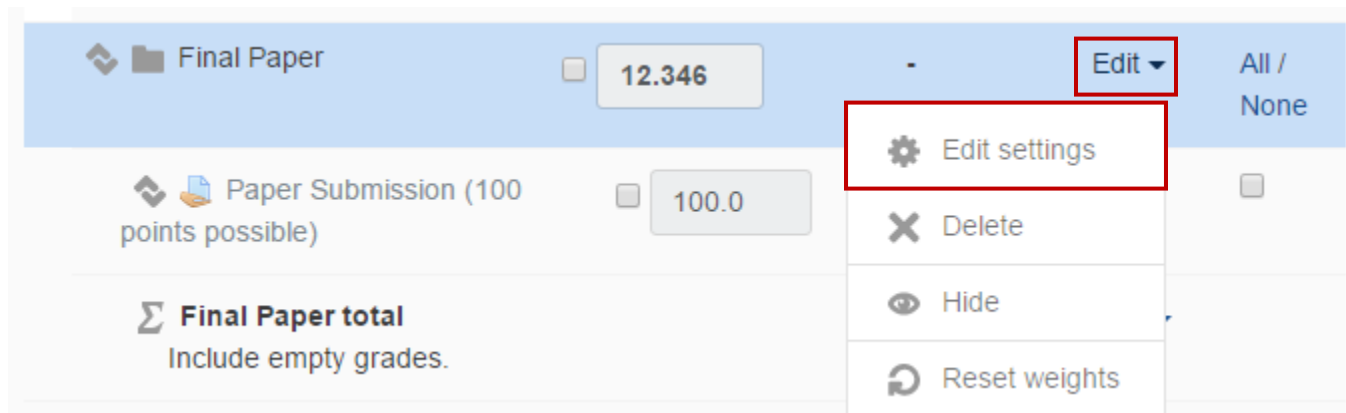 Final Paper
12.346
-
Edit
All /
None
Edit settings
Paper Submission (100
points possible)
100.0
Delete
Σ Final Paper total
Include empty grades.
Hide
Reset weights